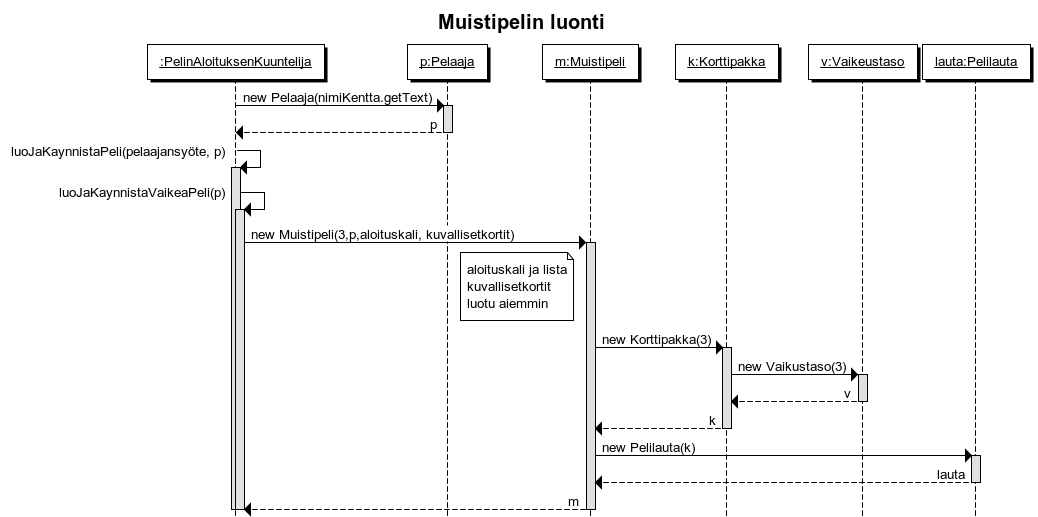 Muistipelin luonti
:PelinAloituksenKuuntelija
p:Pelaaja
m:Muistipeli
k:Korttipakka
v:Vaikeustaso
lauta:Pelilauta
new Pelaaja(nimiKentta.getText)
p
luoJaKaynnistaPeli(pelaajansyöte, p)
luoJaKaynnistaVaikeaPeli(p)
new Muistipeli(3,p,aloituskali, kuvallisetkortit)
aloituskali ja lista
kuvallisetkortit
luotu aiemmin
new Korttipakka(3)
new Vaikustaso(3)
v
k
new Pelilauta(k)
lauta
m